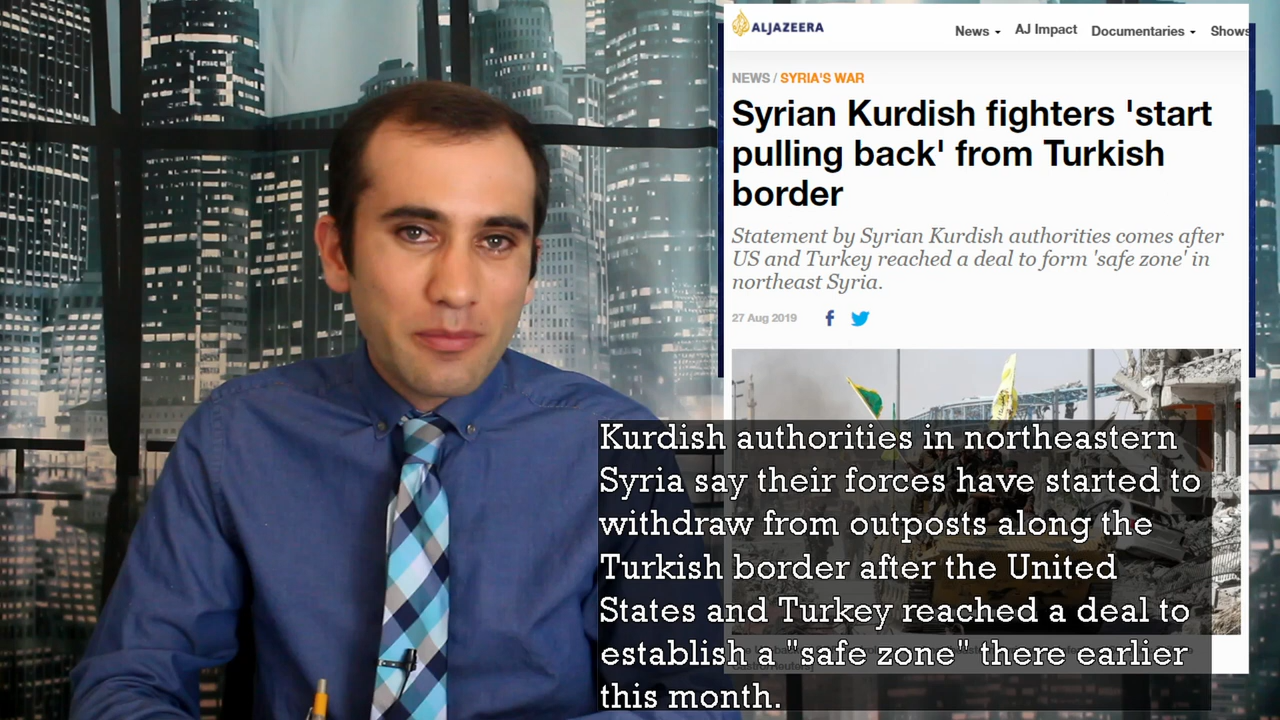 ALJAZEERA
News AJ Impact Documentaries Shows
NEWS / SYRIA'S WAR
Syrian Kurdish fighters 'start
pulling back' from Turkish
border
Statement by Syrian Kurdish authorities comes after
US and Turkey reached a deal to form 'safe zone' in
northeast Syria.
27 Aug 2019
Kurdish authorities in northeastern
Syria say their forces have started to
withdraw from outposts along the
Turkish border after the United
States and Turkey reached a deal to
establish a "safe zone" there earlier
this month.